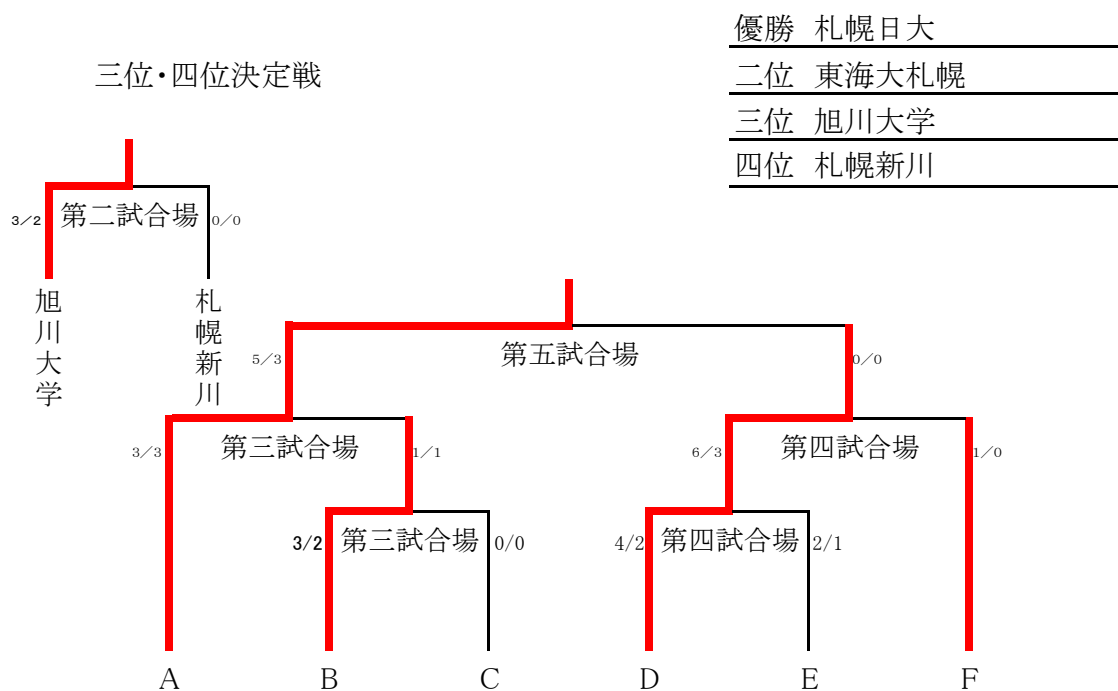 優勝 札幌日大
三位・四位決定戦
二位 東海大札幌
三位 旭川大学
四位 札幌新川
3/2 第二試合場 0/0
旭川大学
札幌新川
5/3 第五試合場 0/0
3/3 第三試合場 1/1
6/3 第四試合場 1/0
3/2 第三試合場 0/0
4/2 第四試合場 2/1
A B C D E F